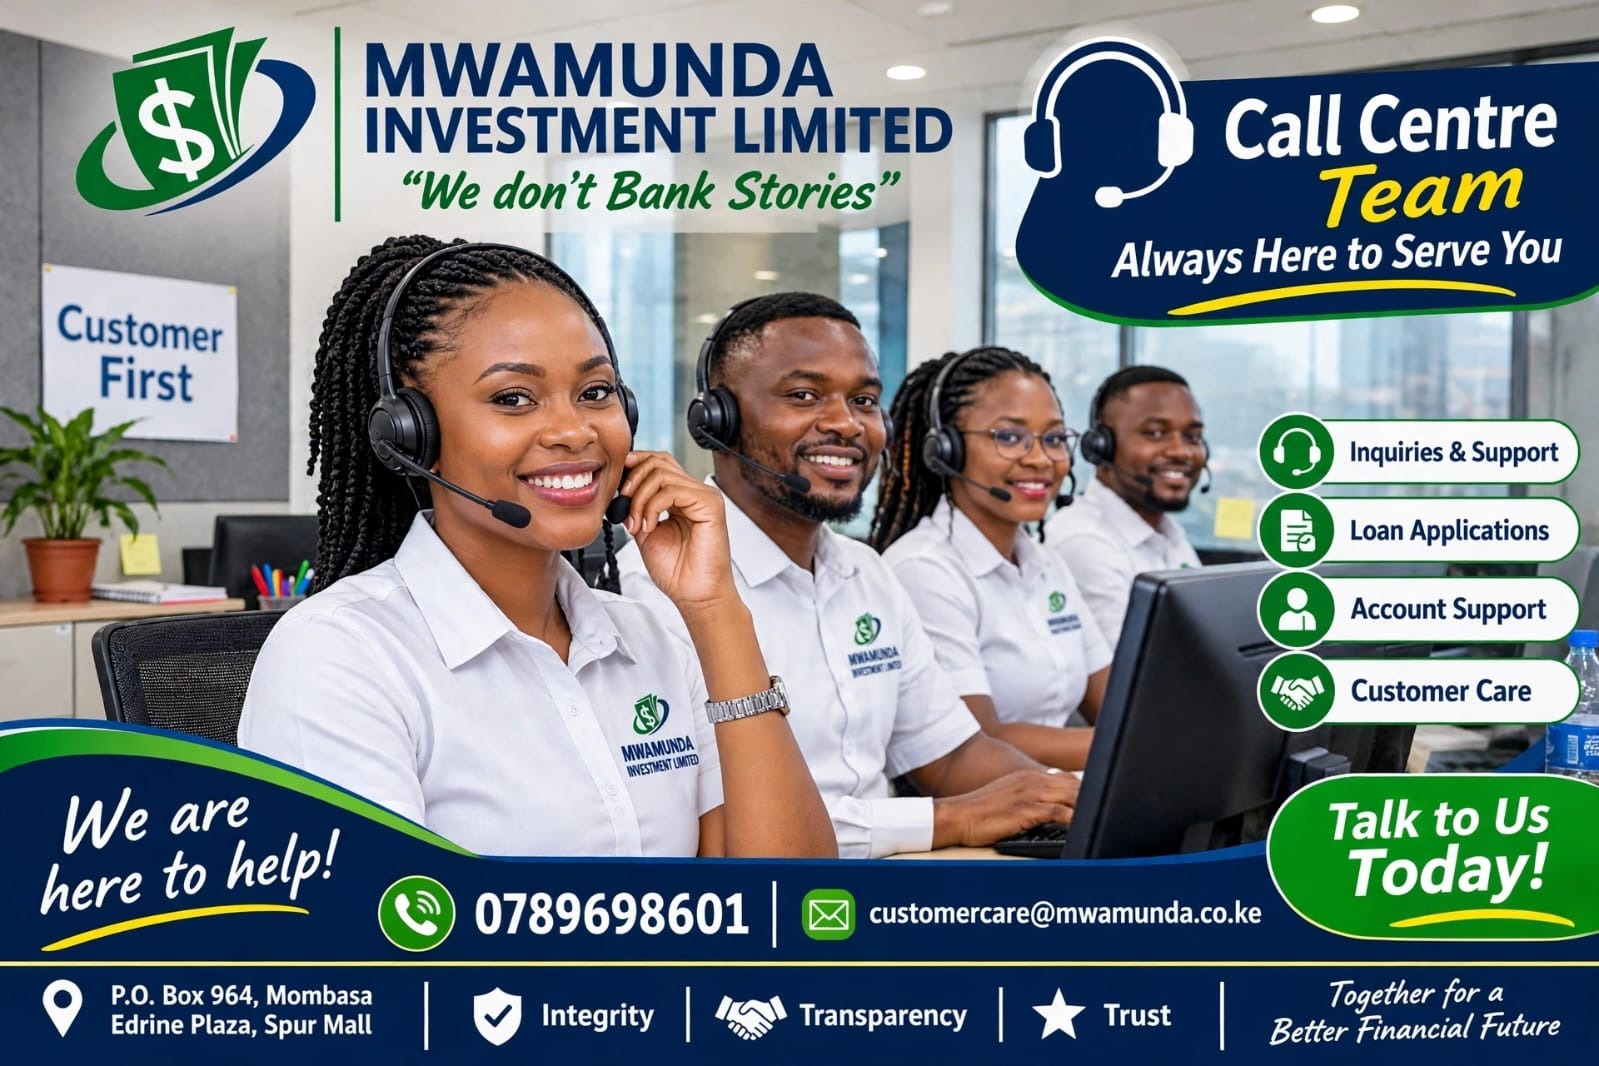 MWAMUNDA
INVESTMENT LIMITED
“We don’t Bank Stories”
Call Centre
Team
Always Here to Serve You
Customer
First
Inquiries & Support
Loan Applications
Account Support
Customer Care
MWAMUNDA
INVESTMENT LIMITED
MWAMUNDA
INVESTMENT LIMITED
We are
here to help!
0789698601
customercare@mwamunda.co.ke
Talk to Us
Today!
P.O. Box 964, Mombasa
Edrine Plaza, Spur Mall
Integrity
Transparency
Trust
Together for a
Better Financial Future